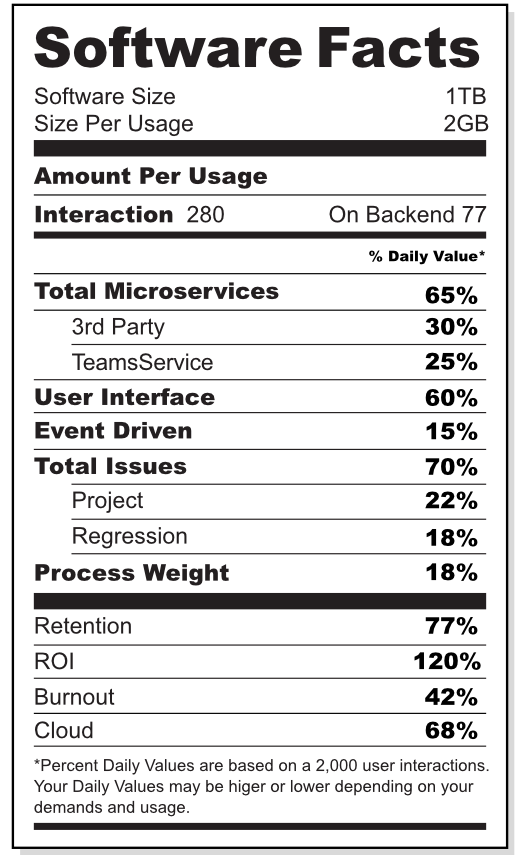 Software Facts
Software Size 1TB
Size Per Usage 2GB
Amount Per Usage
Interaction 280 On Backend 77
% Daily Value*
Total Microservices 65%
3rd Party 30%
TeamsService 25%
User Interface 60%
Event Driven 15%
Total Issues 70%
Project 22%
Regression 18%
Process Weight 18%
Retention 77%
ROI 120%
Burnout 42%
Cloud 68%
*Percent Daily Values are based on a 2,000 user interactions.
Your Daily Values may be higer or lower depending on your
demands and usage.